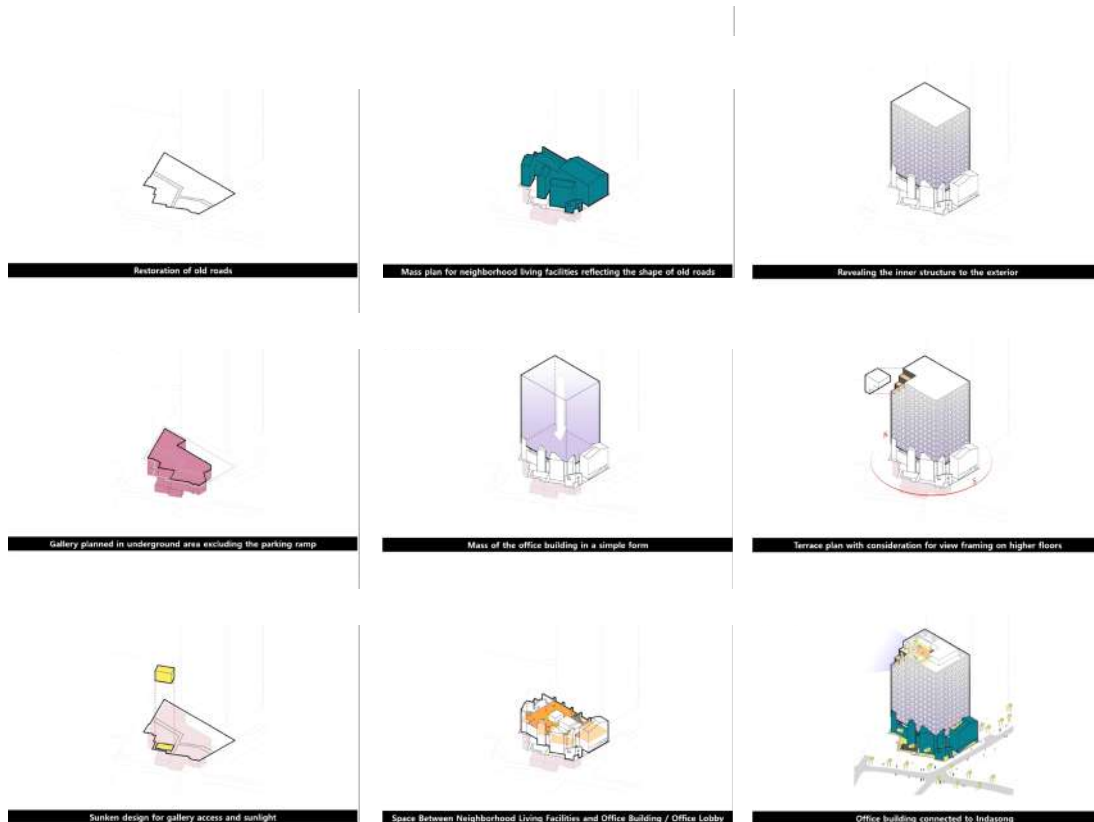 Restoration of old roads
Mass plan for neighborhood living facilities reflecting the shape of old roads
Revealing the inner structure to the exterior
Gallery planned in underground area excluding the parking ramp
Mass of the office building in a simple form
Terrace plan with consideration for view framing on higher floors
Sunken design for gallery access and sunlight
Space Between Neighborhood Living Facilities and Office Building / Office Lobby
Office building connected to Indasong